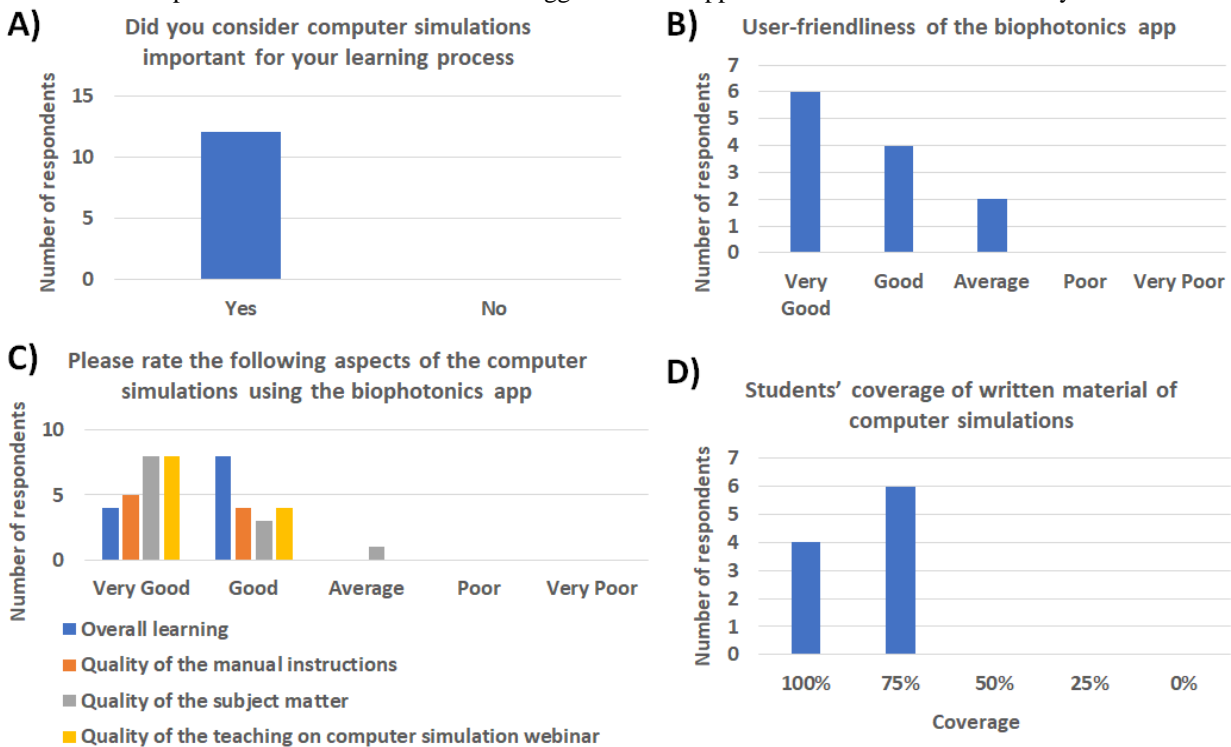 A)
Did you consider computer simulations
important for your learning process
Number of respondents
15
10
5
0
Yes
No
B)
User-friendliness of the biophotonics app
Number of respondents
7
6
5
4
3
2
1
0
Very Good
Good
Average
Poor
Very Poor
C)
Please rate the following aspects of the computer
simulations using the biophotonics app
Number of respondents
10
5
0
Very Good
Good
Average
Poor
Very Poor
Overall learning
Quality of the manual instructions
Quality of the subject matter
Quality of the teaching on computer simulation webinar
D)
Students’ coverage of written material of
computer simulations
Number of respondents
7
6
5
4
3
2
1
0
100%
75%
50%
25%
0%
Coverage